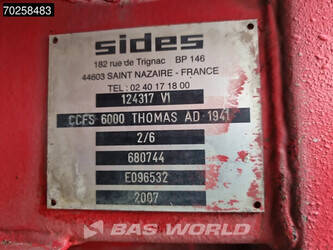 70258483
sides
182 rue de Trignac BP 146
44603 SAINT NAZAIRE - FRANCE
TEL : 02 40 17 18 00
124317 V1
CCFS 6000 THOMAS AD-1941
2/6
680744
E096532
2007
BAS WORLD